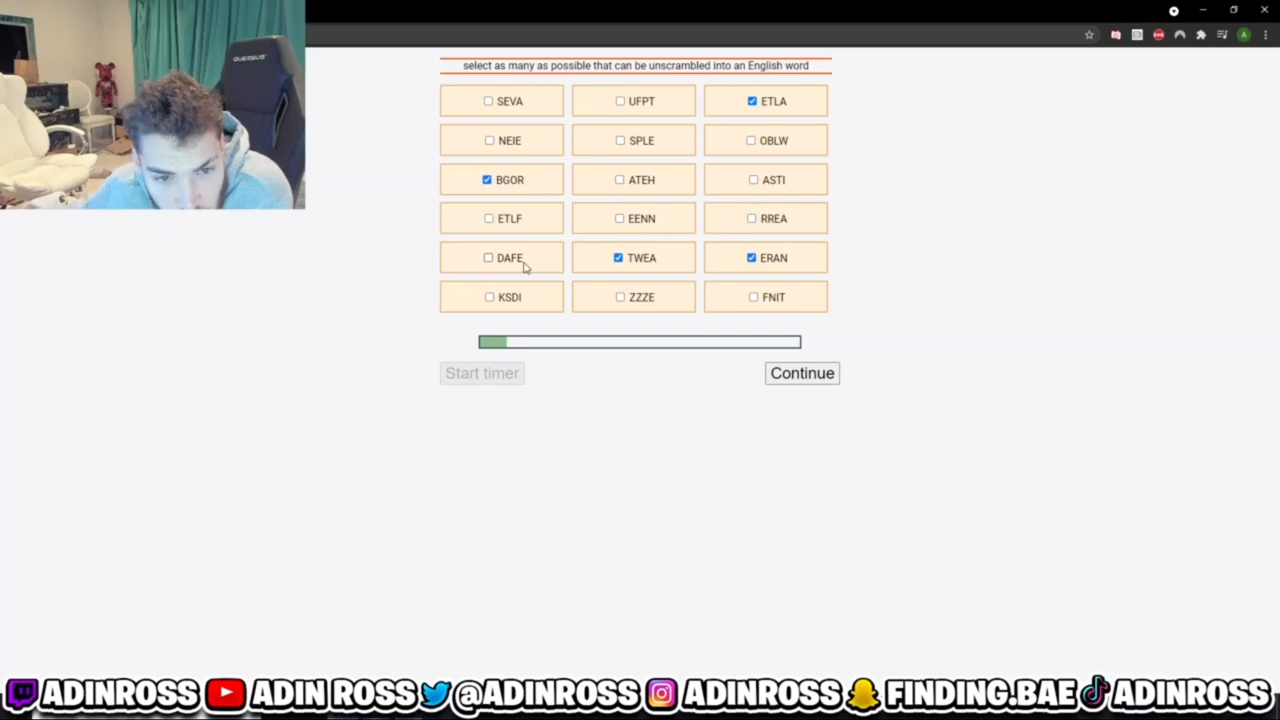 select as many as possible that can be unscrambled into an English word
SEVA UFPT ETLA
NEIE SPLE OBLW
BGOR ATEH ASTI
ETLF EENN RREA
DAFE TWEA ERAN
KSDI ZZZE FNIT
Start timer Continue
ADINROSS ADIN ROSS @ADINROSS ADINROSS FINDING.BAE ADINROSS